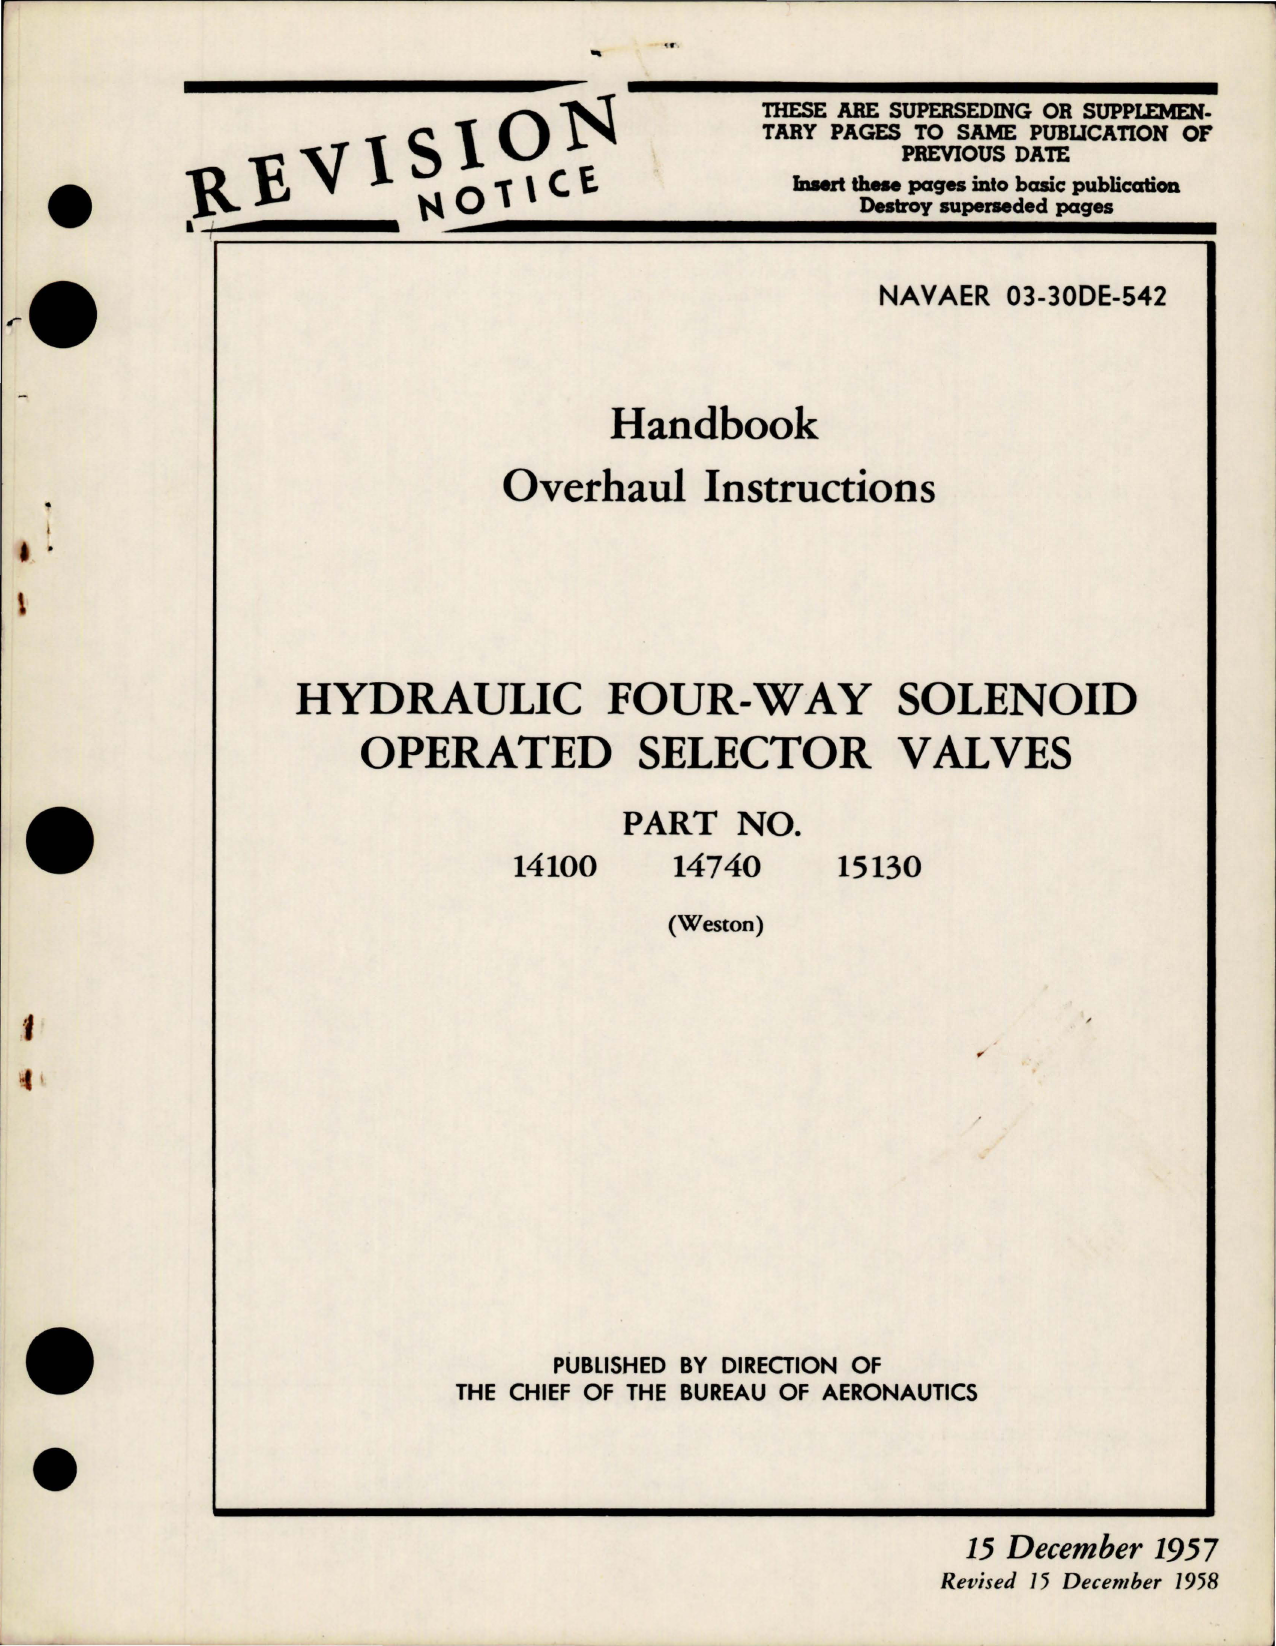 REVISION
NOTICE
THESE ARE SUPERSEDING OR SUPPLEMEN-
TARY PAGES TO SAME PUBLICATION OF
PREVIOUS DATE
Insert these pages into basic publication
Destroy superseded pages
NAVAER 03-30DE-542
Handbook
Overhaul Instructions
HYDRAULIC FOUR-WAY SOLENOID
OPERATED SELECTOR VALVES
PART NO.
14100 14740 15130
(Weston)
PUBLISHED BY DIRECTION OF
THE CHIEF OF THE BUREAU OF AERONAUTICS
15 December 1957
Revised 15 December 1958